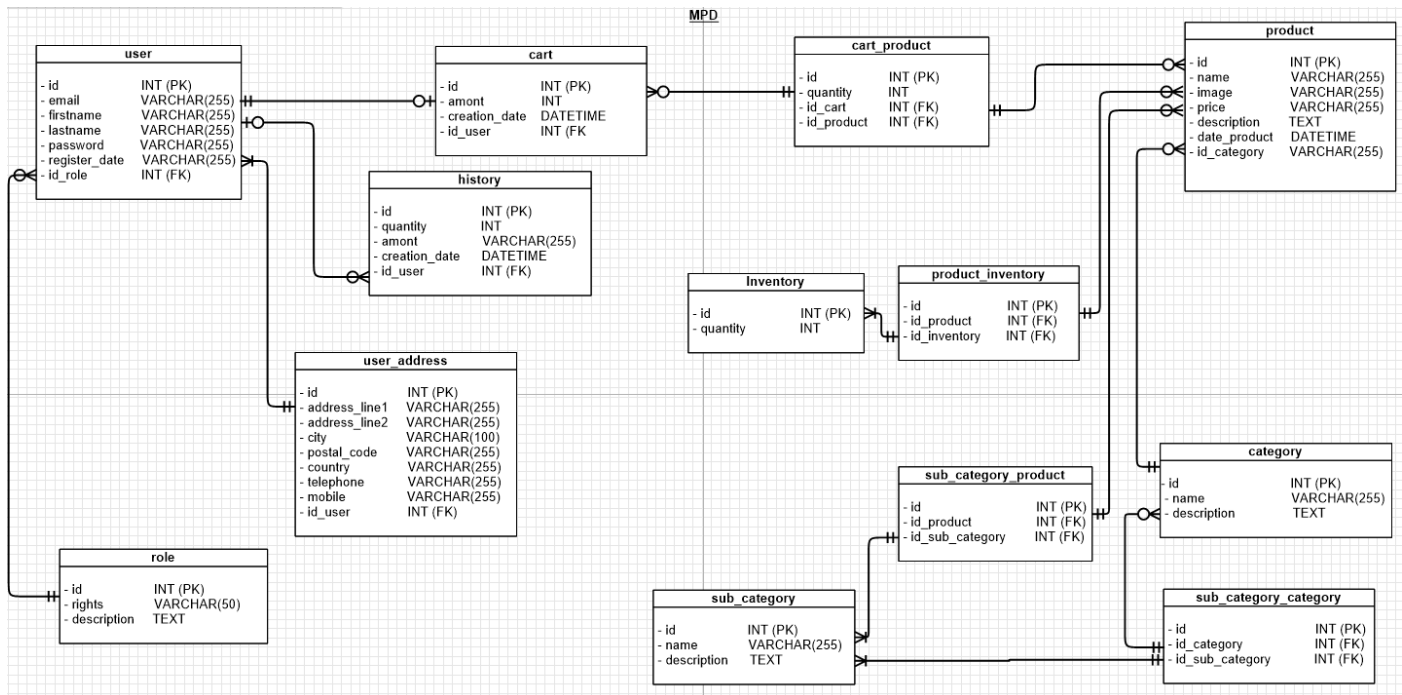 MPD
user
- id INT (PK)
- email VARCHAR(255)
- firstname VARCHAR(255)
- lastname VARCHAR(255)
- password VARCHAR(255)
- register_date VARCHAR(255)
- id_role INT (FK)
cart
- id INT (PK)
- amont INT
- creation_date DATETIME
- id_user INT (FK
cart_product
- id INT (PK)
- quantity INT
- id_cart INT (FK)
- id_product INT (FK)
product
- id INT (PK)
- name VARCHAR(255)
- image VARCHAR(255)
- price VARCHAR(255)
- description TEXT
- date_product DATETIME
- id_category VARCHAR(255)
history
- id INT (PK)
- quantity INT
- amont VARCHAR(255)
- creation_date DATETIME
- id_user INT (FK)
Inventory
- id INT (PK)
- quantity INT
product_inventory
- id INT (PK)
- id_product INT (FK)
- id_inventory INT (FK)
user_address
- id INT (PK)
- address_line1 VARCHAR(255)
- address_line2 VARCHAR(255)
- city VARCHAR(100)
- postal_code VARCHAR(255)
- country VARCHAR(255)
- telephone VARCHAR(255)
- mobile VARCHAR(255)
- id_user INT (FK)
category
- id INT (PK)
- name VARCHAR(255)
- description TEXT
sub_category_product
- id INT (PK)
- id_product INT (FK)
- id_sub_category INT (FK)
role
- id INT (PK)
- rights VARCHAR(50)
- description TEXT
sub_category
- id INT (PK)
- name VARCHAR(255)
- description TEXT
sub_category_category
- id INT (PK)
- id_category INT (FK)
- id_sub_category INT (FK)